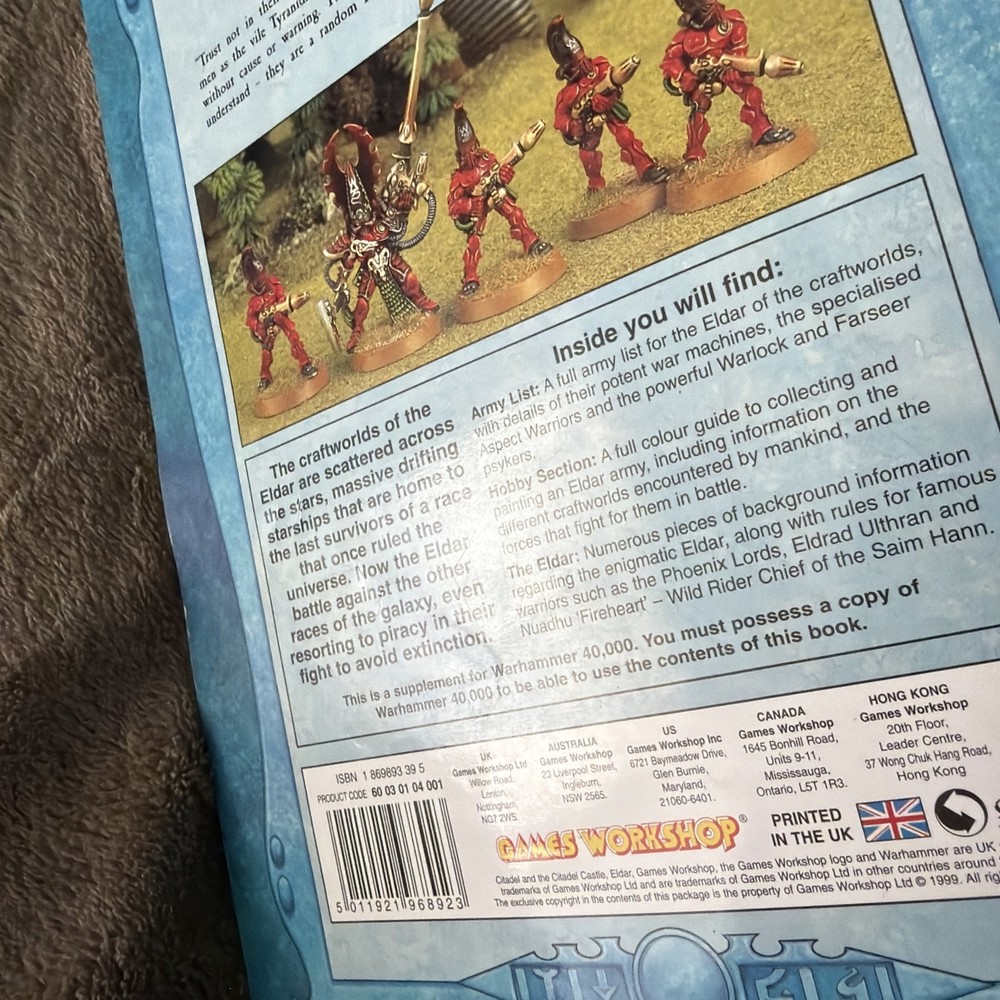 "Trust not in their
men as the vile Tyranid
without cause or warning.
understand – they are a random
Inside you will find:
The craftworlds of the
Eldar are scattered across
the stars, massive drifting
starships that are home to
the last survivors of a race
that once ruled the
universe. Now the Eldar
battle against the other
races of the galaxy, even
resorting to piracy in their
fight to avoid extinction.
Army List: A full army list for the Eldar of the craftworlds,
with details of their potent war machines, the specialised
Aspect Warriors and the powerful Warlock and Farseer
psykers.
Hobby Section: A full colour guide to collecting and
painting an Eldar army, including information on the
different craftworlds encountered by mankind, and the
forces that fight for them in battle.
The Eldar: Numerous pieces of background information
regarding the enigmatic Eldar, along with rules for famous
warriors such as the Phoenix Lords, Eldrad Ulthran and
Nuadhu 'Fireheart' – Wild Rider Chief of the Saim Hann.
This is a supplement for Warhammer 40,000. You must possess a copy of
Warhammer 40,000 to be able to use the contents of this book.
ISBN 1 869893 39 5
PRODUCT CODE 60 03 01 04 001
5 011921 968923
UK
Games Workshop Ltd
Willow Road,
Lenton,
Nottingham,
NG7 2WS.
AUSTRALIA
Games Workshop
23 Liverpool Street,
Ingleburn,
NSW 2565.
US
Games Workshop Inc
6721 Baymeadow Drive,
Glen Burnie,
Maryland,
21060-6401.
CANADA
Games Workshop
1645 Bonhill Road,
Units 9-11,
Mississauga,
Ontario, L5T 1R3.
HONG KONG
Games Workshop
20th Floor,
Leader Centre,
37 Wong Chuk Hang Road,
Hong Kong
GAMES WORKSHOP®
PRINTED
IN THE UK
Citadel and the Citadel Castle, Eldar, Games Workshop, the Games Workshop logo and Warhammer are UK
trademarks of Games Workshop Ltd and are trademarks of Games Workshop Ltd in other countries around
The exclusive copyright in the contents of this package is the property of Games Workshop Ltd © 1999. All